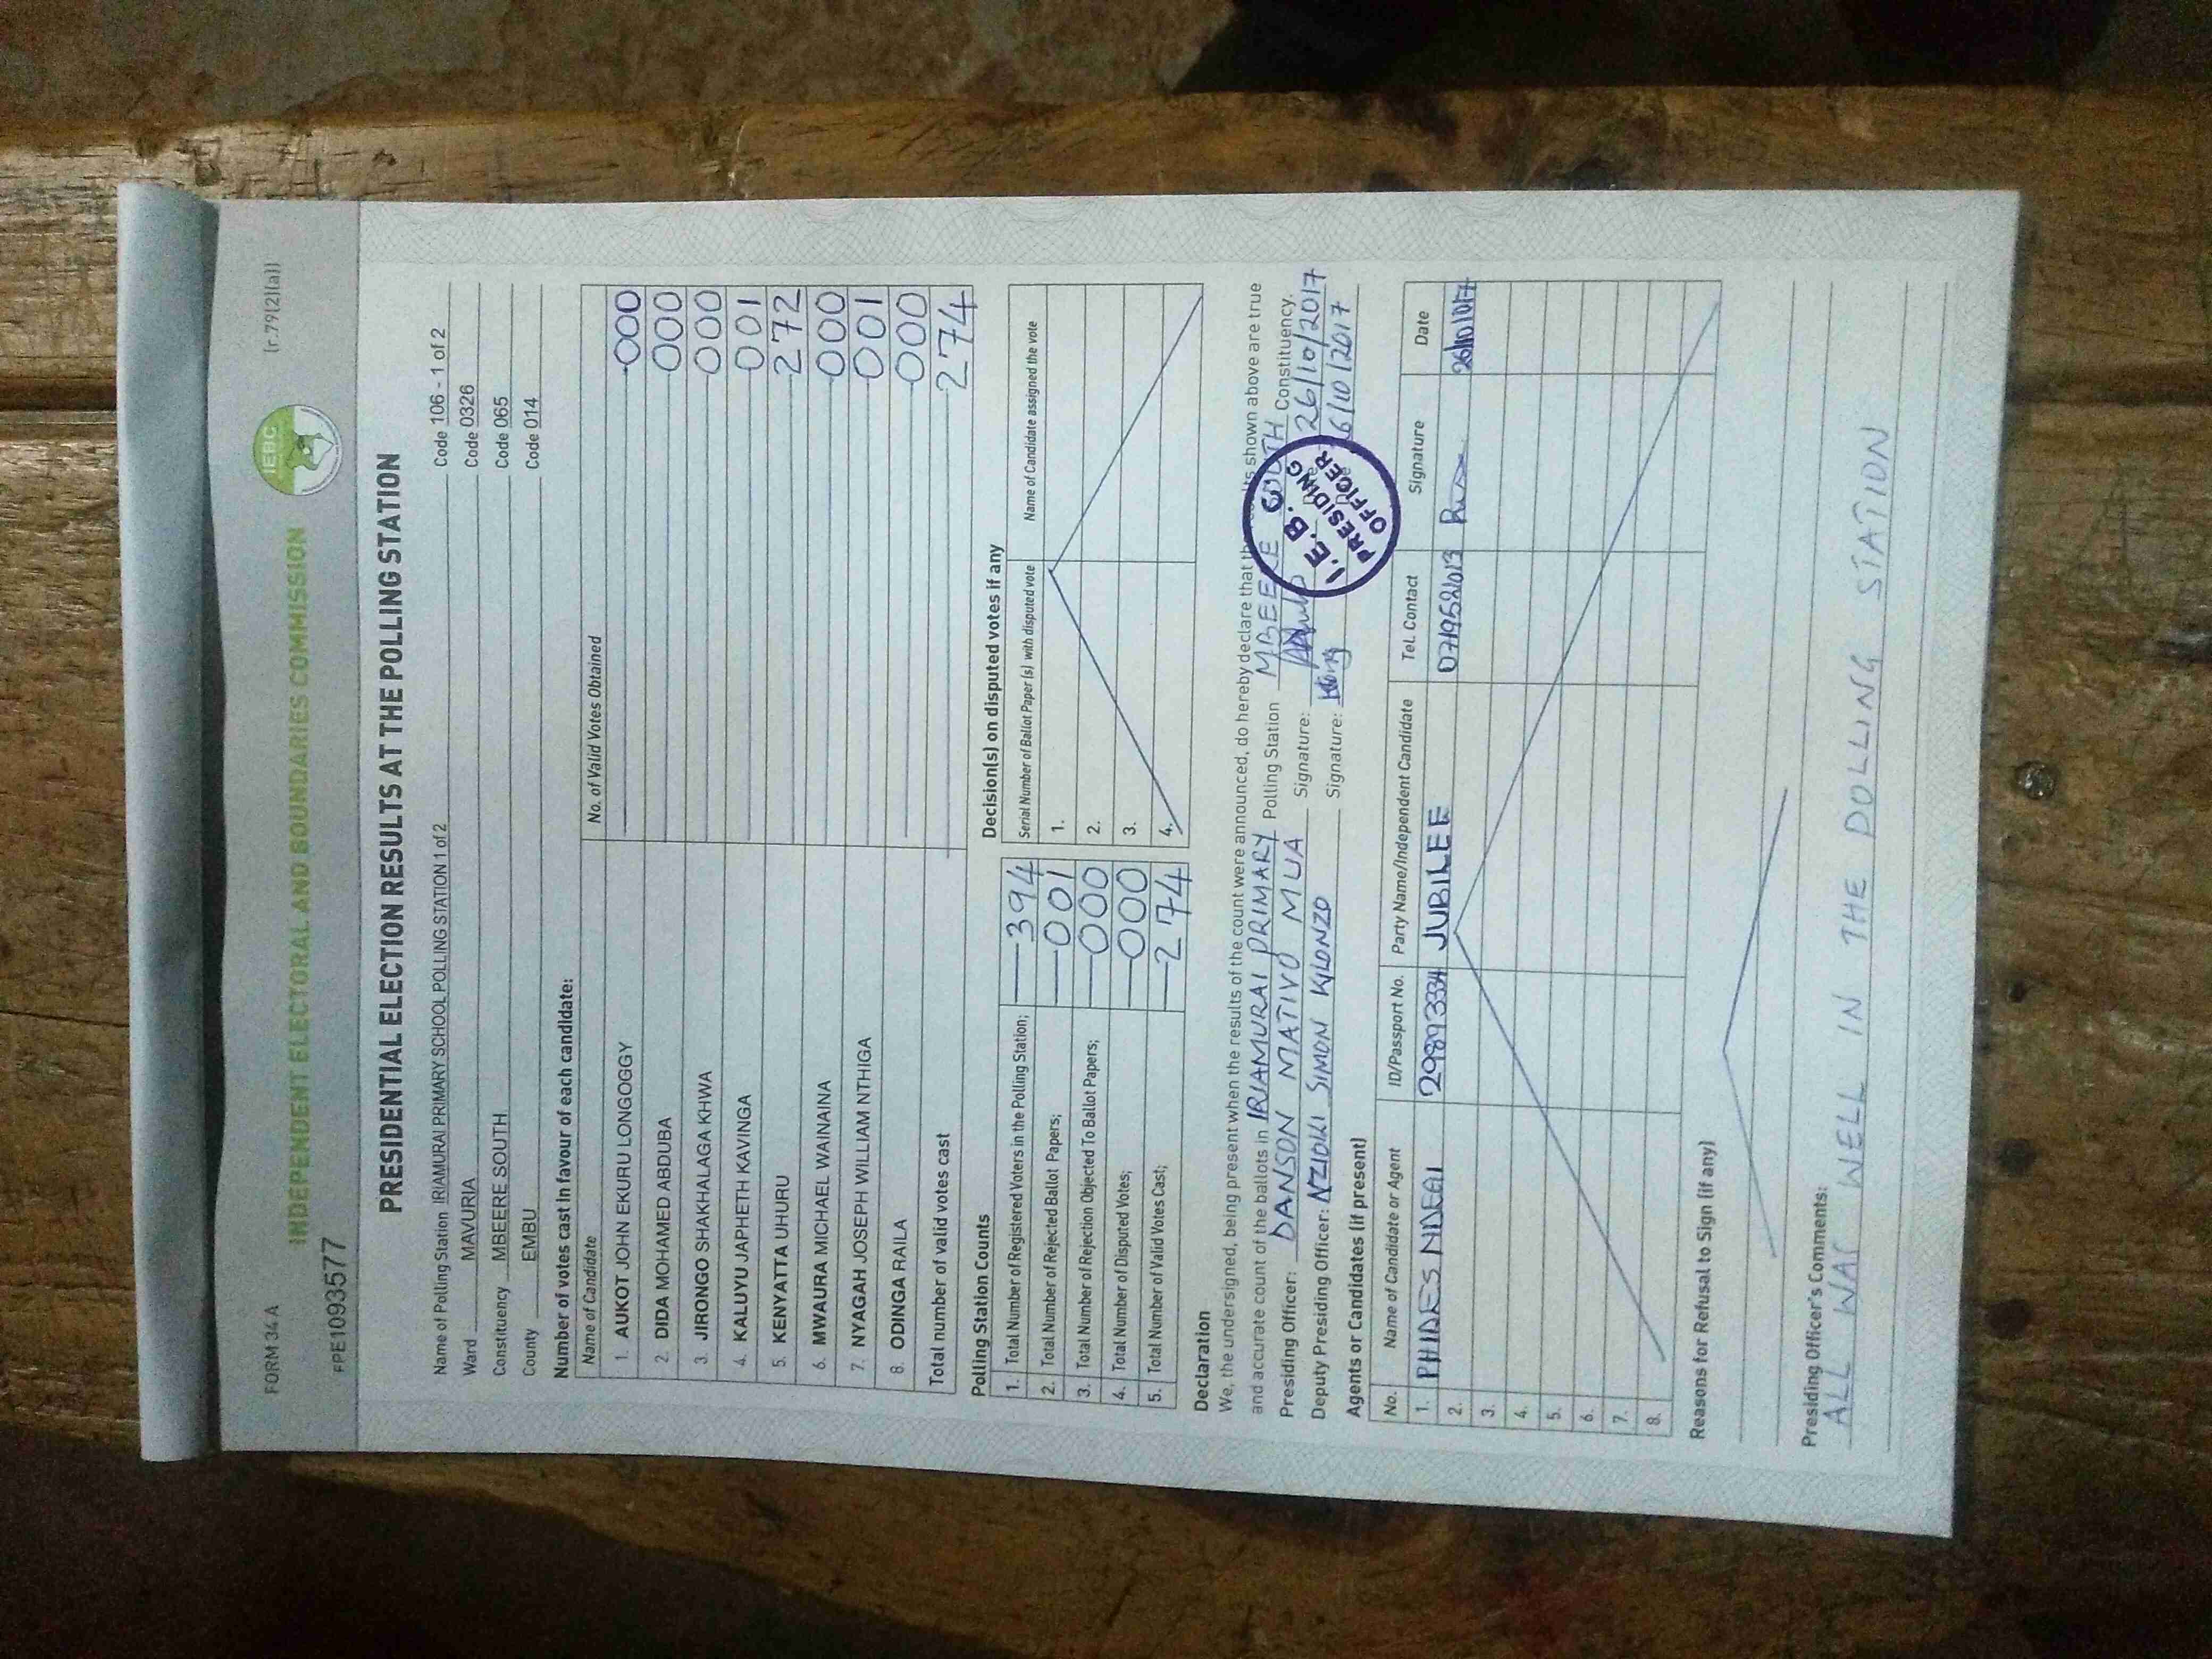 FORM 34 A
(r.79(2)(a))
IEBC
INDEPENDENT ELECTORAL AND BOUNDARIES COMMISSION
FPE1093577
PRESIDENTIAL ELECTION RESULTS AT THE POLLING STATION
Name of Polling Station IRIAMURAI PRIMARY SCHOOL POLLING STATION 1 of 2 Code 106 - 1 of 2
Ward MAVURIA Code 0326
Constituency MBEERE SOUTH Code 065
County EMBU Code 014
Number of votes cast in favour of each candidate:
Name of Candidate No. of Valid Votes Obtained
1. AUKOT JOHN EKURU LONGOGGY 000
2. DIDA MOHAMED ABDUBA 000
3. JIRONGO SHAKHALAGA KHWA 000
4. KALUYU JAPHETH KAVINGA 001
5. KENYATTA UHURU 272
6. MWAURA MICHAEL WAINAINA 000
7. NYAGAH JOSEPH WILLIAM NTHIGA 001
8. ODINGA RAILA 000
Total number of valid votes cast 274
Polling Station Counts Decision(s) on disputed votes if any
1. Total Number of Registered Voters in the Polling Station; 394
2. Total Number of Rejected Ballot Papers; 001
3. Total Number of Rejection Objected To Ballot Papers; 000
4. Total Number of Disputed Votes; 000
5. Total Number of Valid Votes Cast; 274
Serial Number of Ballot Paper (s) with disputed vote Name of Candidate assigned the vote
1.
2.
3.
4.
Declaration
We, the undersigned, being present when the results of the count were announced, do hereby declare that shown above are true
and accurate count of the ballots in IRIAMURAI PRIMARY Polling Station MBEERE SOUTH Constituency.
Presiding Officer: DANSON MATIVO MUA Signature: 26/10/2017
Deputy Presiding Officer: NZIOKI SIMON KILONZO Signature: 6/10/2017
I.E.B.C
PRESIDING
OFFICER
Agents or Candidates (if present)
No. Name of Candidate or Agent ID/Passport No. Party Name/Independent Candidate Tel. Contact Signature Date
1. PHIDES 29893334 JUBILEE 26/10/017
2.
3.
4.
5.
6.
7.
8.
Reasons for Refusal to Sign (if any)
Presiding Officer's Comments:
ALL WAS WELL IN THE POLLING STATION